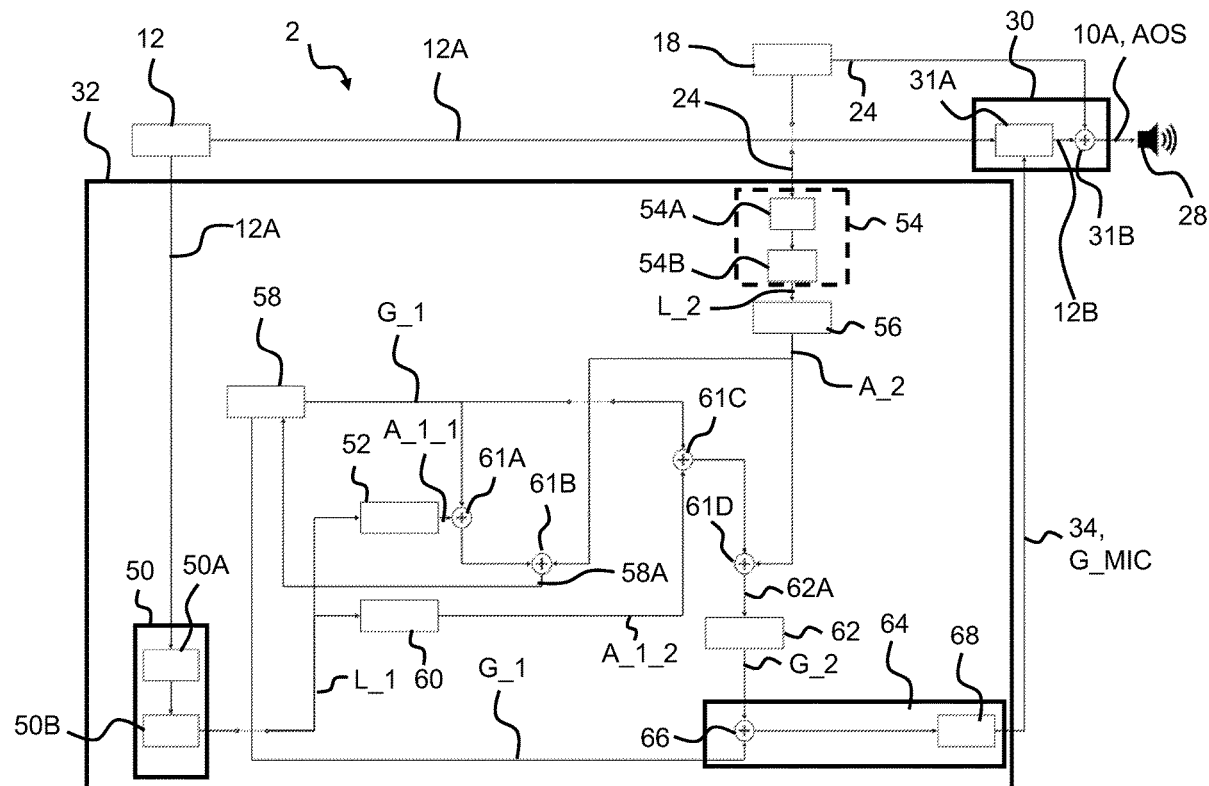 12
2
12A
18
30
10A, AOS
32
31A
24
24
54A
54
28
12A
54B
31B
L_2
12B
58
G_1
56
A_2
61C
A_1_1
52
61A
61B
61D
34,
G_MIC
50
50A
58A
62A
62
64
68
60
A_1_2
G_2
L_1
G_1
50B
66